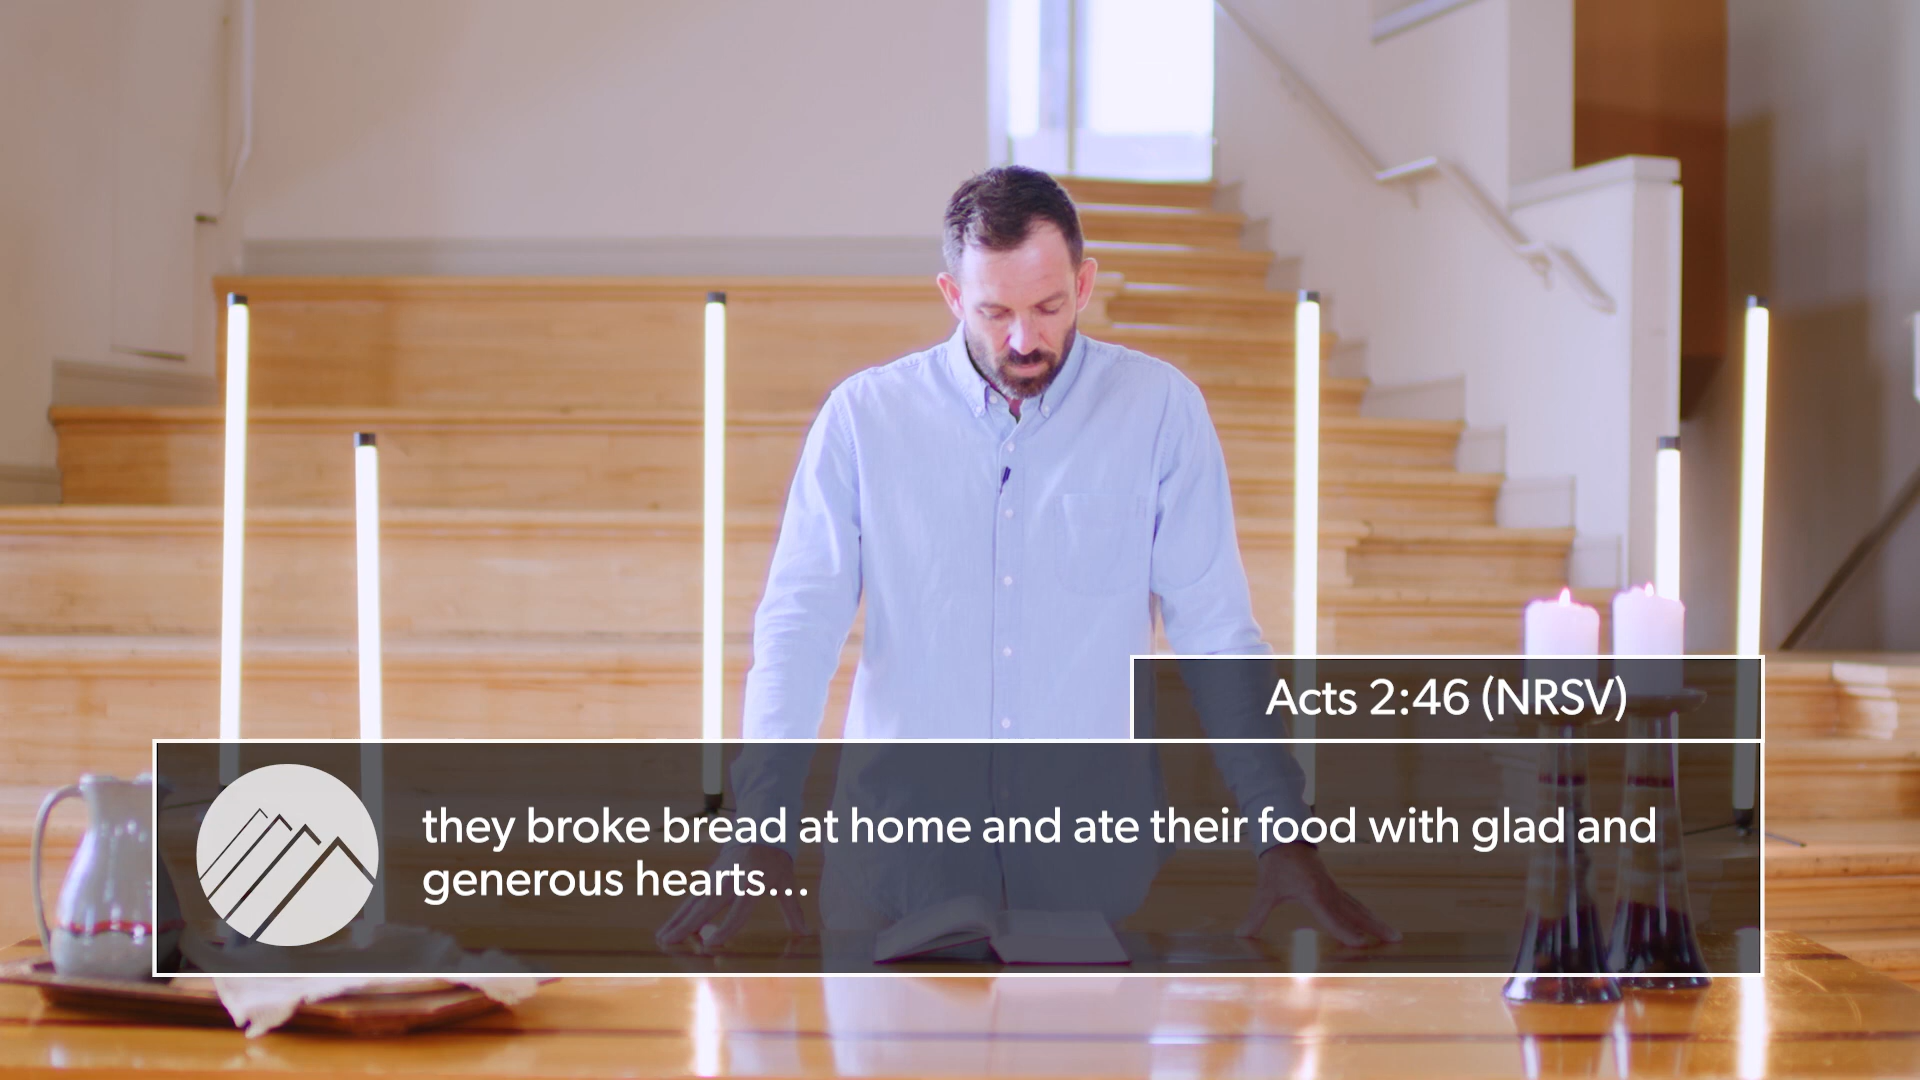 Acts 2:46 (NRSV)
they broke bread at home and ate their food with glad and
generous hearts...